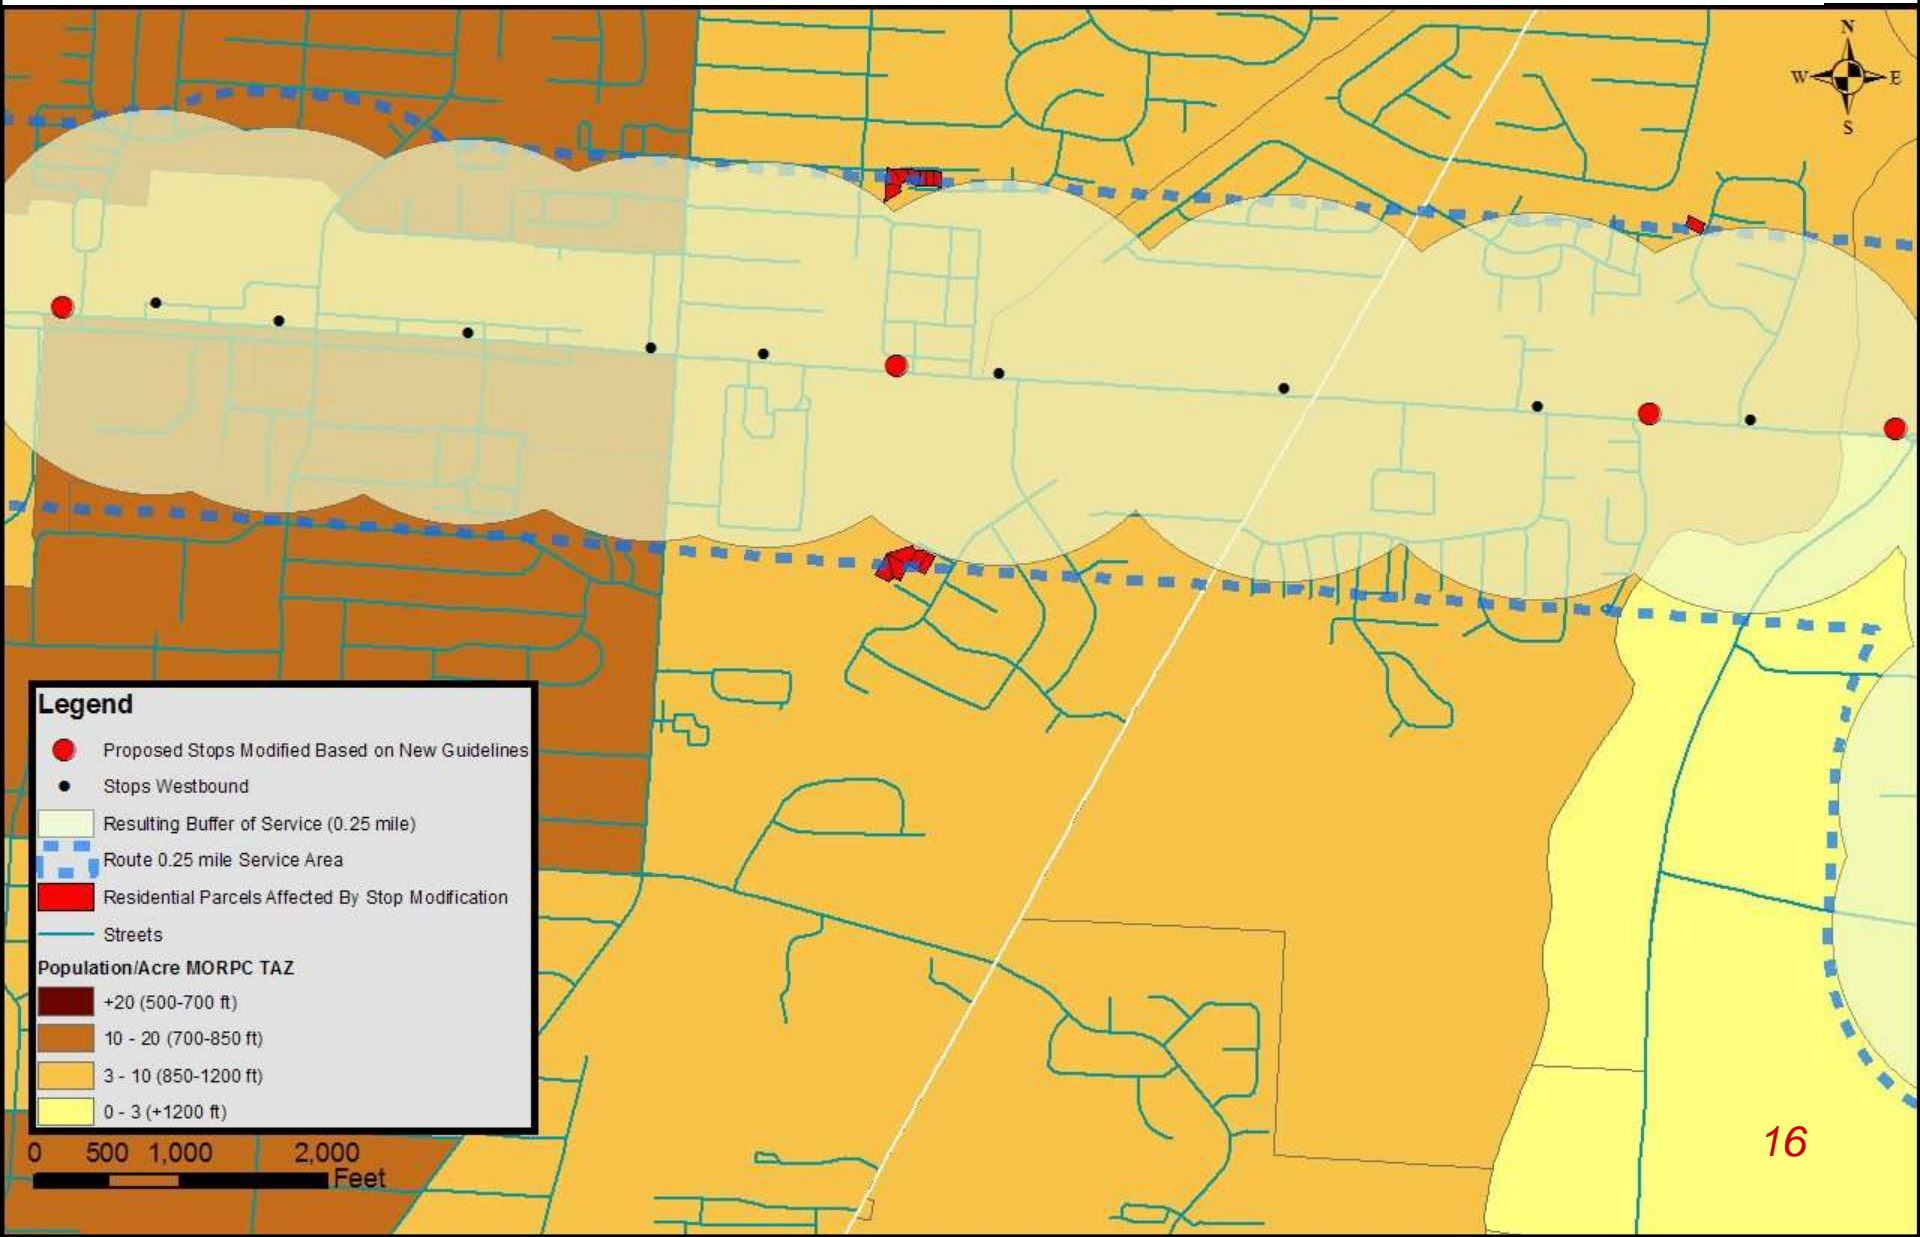 N
W E
S
Legend
Proposed Stops Modified Based on New Guidelines
Stops Westbound
Resulting Buffer of Service (0.25 mile)
Route 0.25 mile Service Area
Residential Parcels Affected By Stop Modification
Streets
Population/Acre MORPC TAZ
+20 (500-700 ft)
10 - 20 (700-850 ft)
3 - 10 (850-1200 ft)
0 - 3 (+1200 ft)
0 500 1,000 2,000
Feet
16